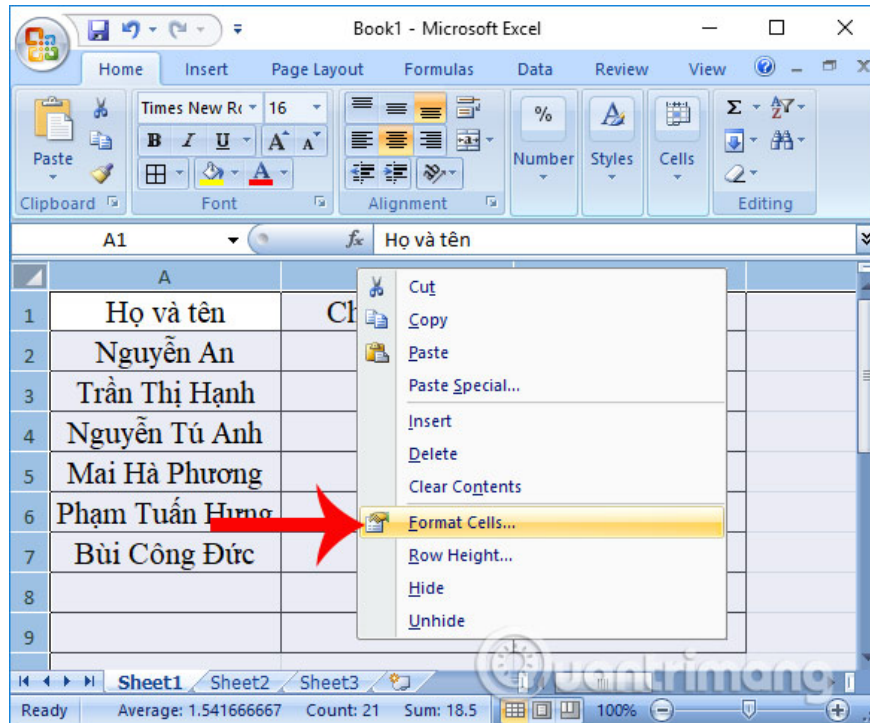 Book1 - Microsoft Excel
Home Insert Page Layout Formulas Data Review View
Times New Ro 16
B I U A A % A Σ
Paste Number Styles Cells
A
Clipboard Font Alignment Editing
A1 fx Họ và tên
A
1 Họ và tên Ch
2 Nguyễn An
3 Trần Thị Hạnh
4 Nguyễn Tú Anh
5 Mai Hà Phương
6 Phạm Tuấn Hưng
7 Bùi Công Đức
8
9
Cut
Copy
Paste
Paste Special...
Insert
Delete
Clear Contents
Format Cells...
Row Height...
Hide
Unhide
Quantrimang
Sheet1 Sheet2 Sheet3
Ready Average: 1.541666667 Count: 21 Sum: 18.5 100%